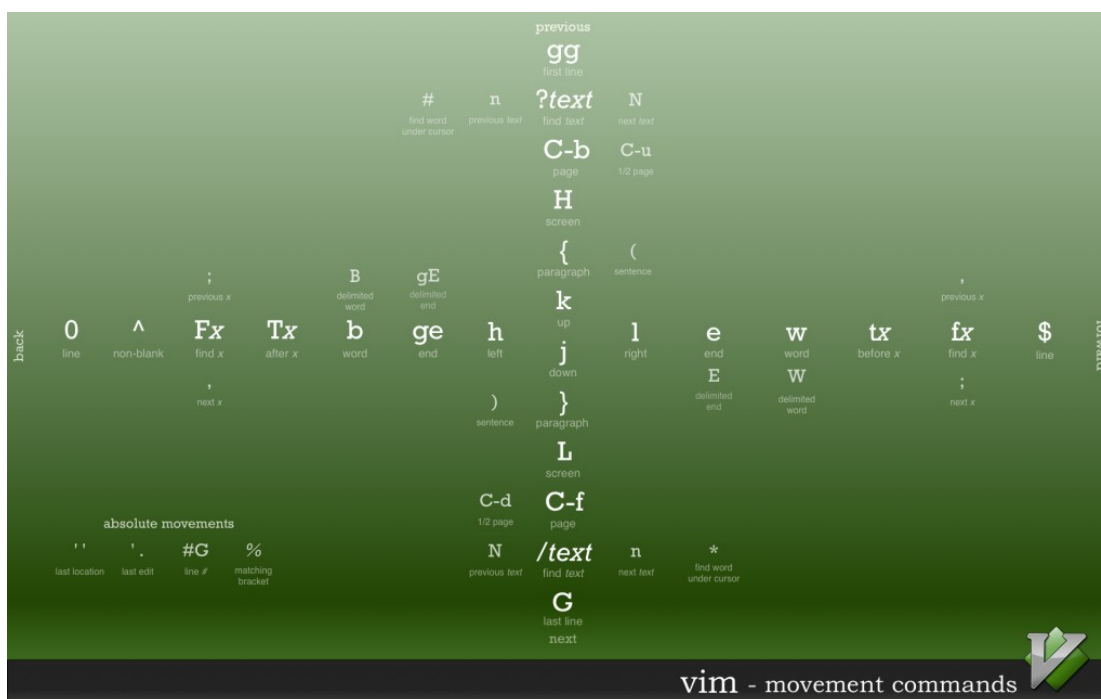 previous
gg
first line
# n ?text N
find word under cursor previous text find text next text
C-b C-u
page 1/2 page
H
screen
{ (
paragraph sentence
; B gE ,
previous x delimited word delimited end previous x
k
up
back 0 ^ Fx Tx b ge h l e w tx fx $ forward
line non-blank find x after x word end left right end word before x find x line
j
down
, E W ;
next x delimited end delimited word next x
) }
sentence paragraph
L
screen
C-d C-f
1/2 page page
absolute movements
'' '. #G % N /text n *
last location last edit line # matching bracket previous text find text next text find word under cursor
G
last line
next
vim - movement commands